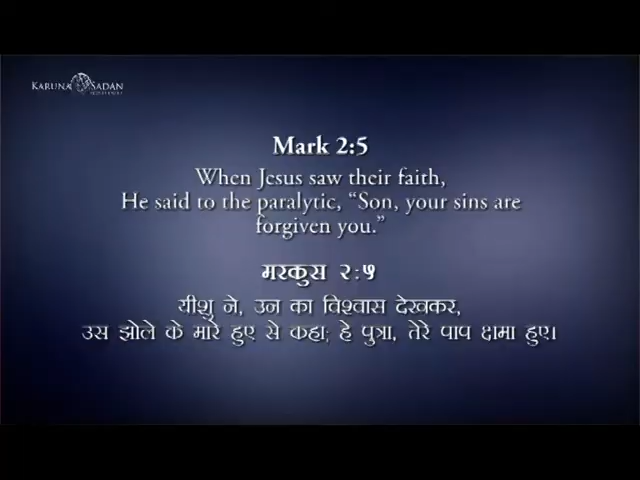 KARUNA SADAN
Mark 2:5
When Jesus saw their faith,
He said to the paralytic, “Son, your sins are
forgiven you.”
मरकुस २:५
यीशु ने, उन का विश्वास देखकर,
उस झोले के मारे हुए से कहा; हे पुत्रा, तेरे पाप क्षमा हुए।